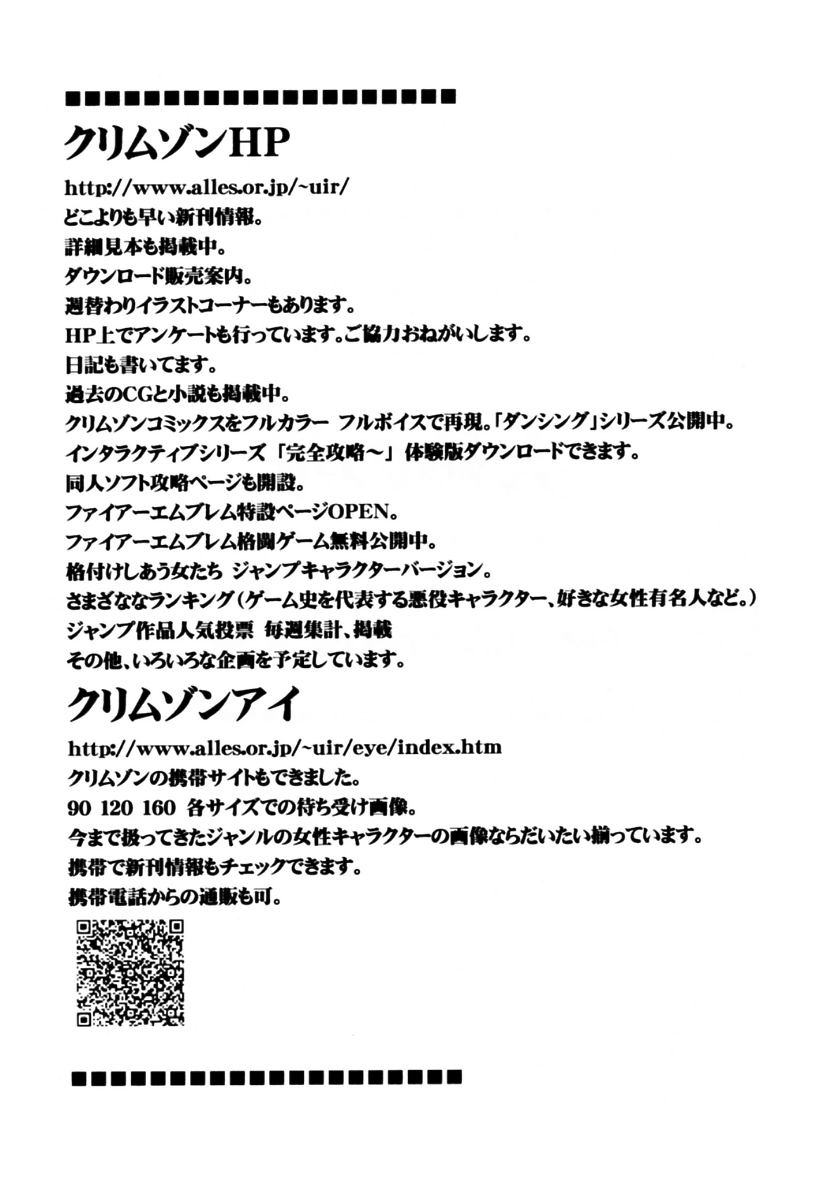 ■■■■■■■■■■■■■■■■■■■■
クリムゾンHP
http://www.alles.or.jp/~uir/
どこよりも早い新刊情報。
詳細見本も掲載中。
ダウンロード販売案内。
週替わりイラストコーナーもあります。
HP上でアンケートも行っています。ご協力おねがいします。
日記も書いてます。
過去のCGと小説も掲載中。
クリムゾンコミックスをフルカラー フルボイスで再現。「ダンシング」シリーズ公開中。
インタラクティブシリーズ 「完全攻略～」 体験版ダウンロードできます。
同人ソフト攻略ページも開設。
ファイアーエムブレム特設ページOPEN。
ファイアーエムブレム格闘ゲーム無料公開中。
格付けしあう女たち ジャンプキャラクターバージョン。
さまざななランキング（ゲーム史を代表する悪役キャラクター、好きな女性有名人など。）
ジャンプ作品人気投票 毎週集計、掲載
その他、いろいろな企画を予定しています。
クリムゾンアイ
http://www.alles.or.jp/~uir/eye/index.htm
クリムゾンの携帯サイトもできました。
90 120 160 各サイズでの待ち受け画像。
今まで扱ってきたジャンルの女性キャラクターの画像ならだいたい揃っています。
携帯で新刊情報もチェックできます。
携帯電話からの通販も可。
■■■■■■■■■■■■■■■■■■■■